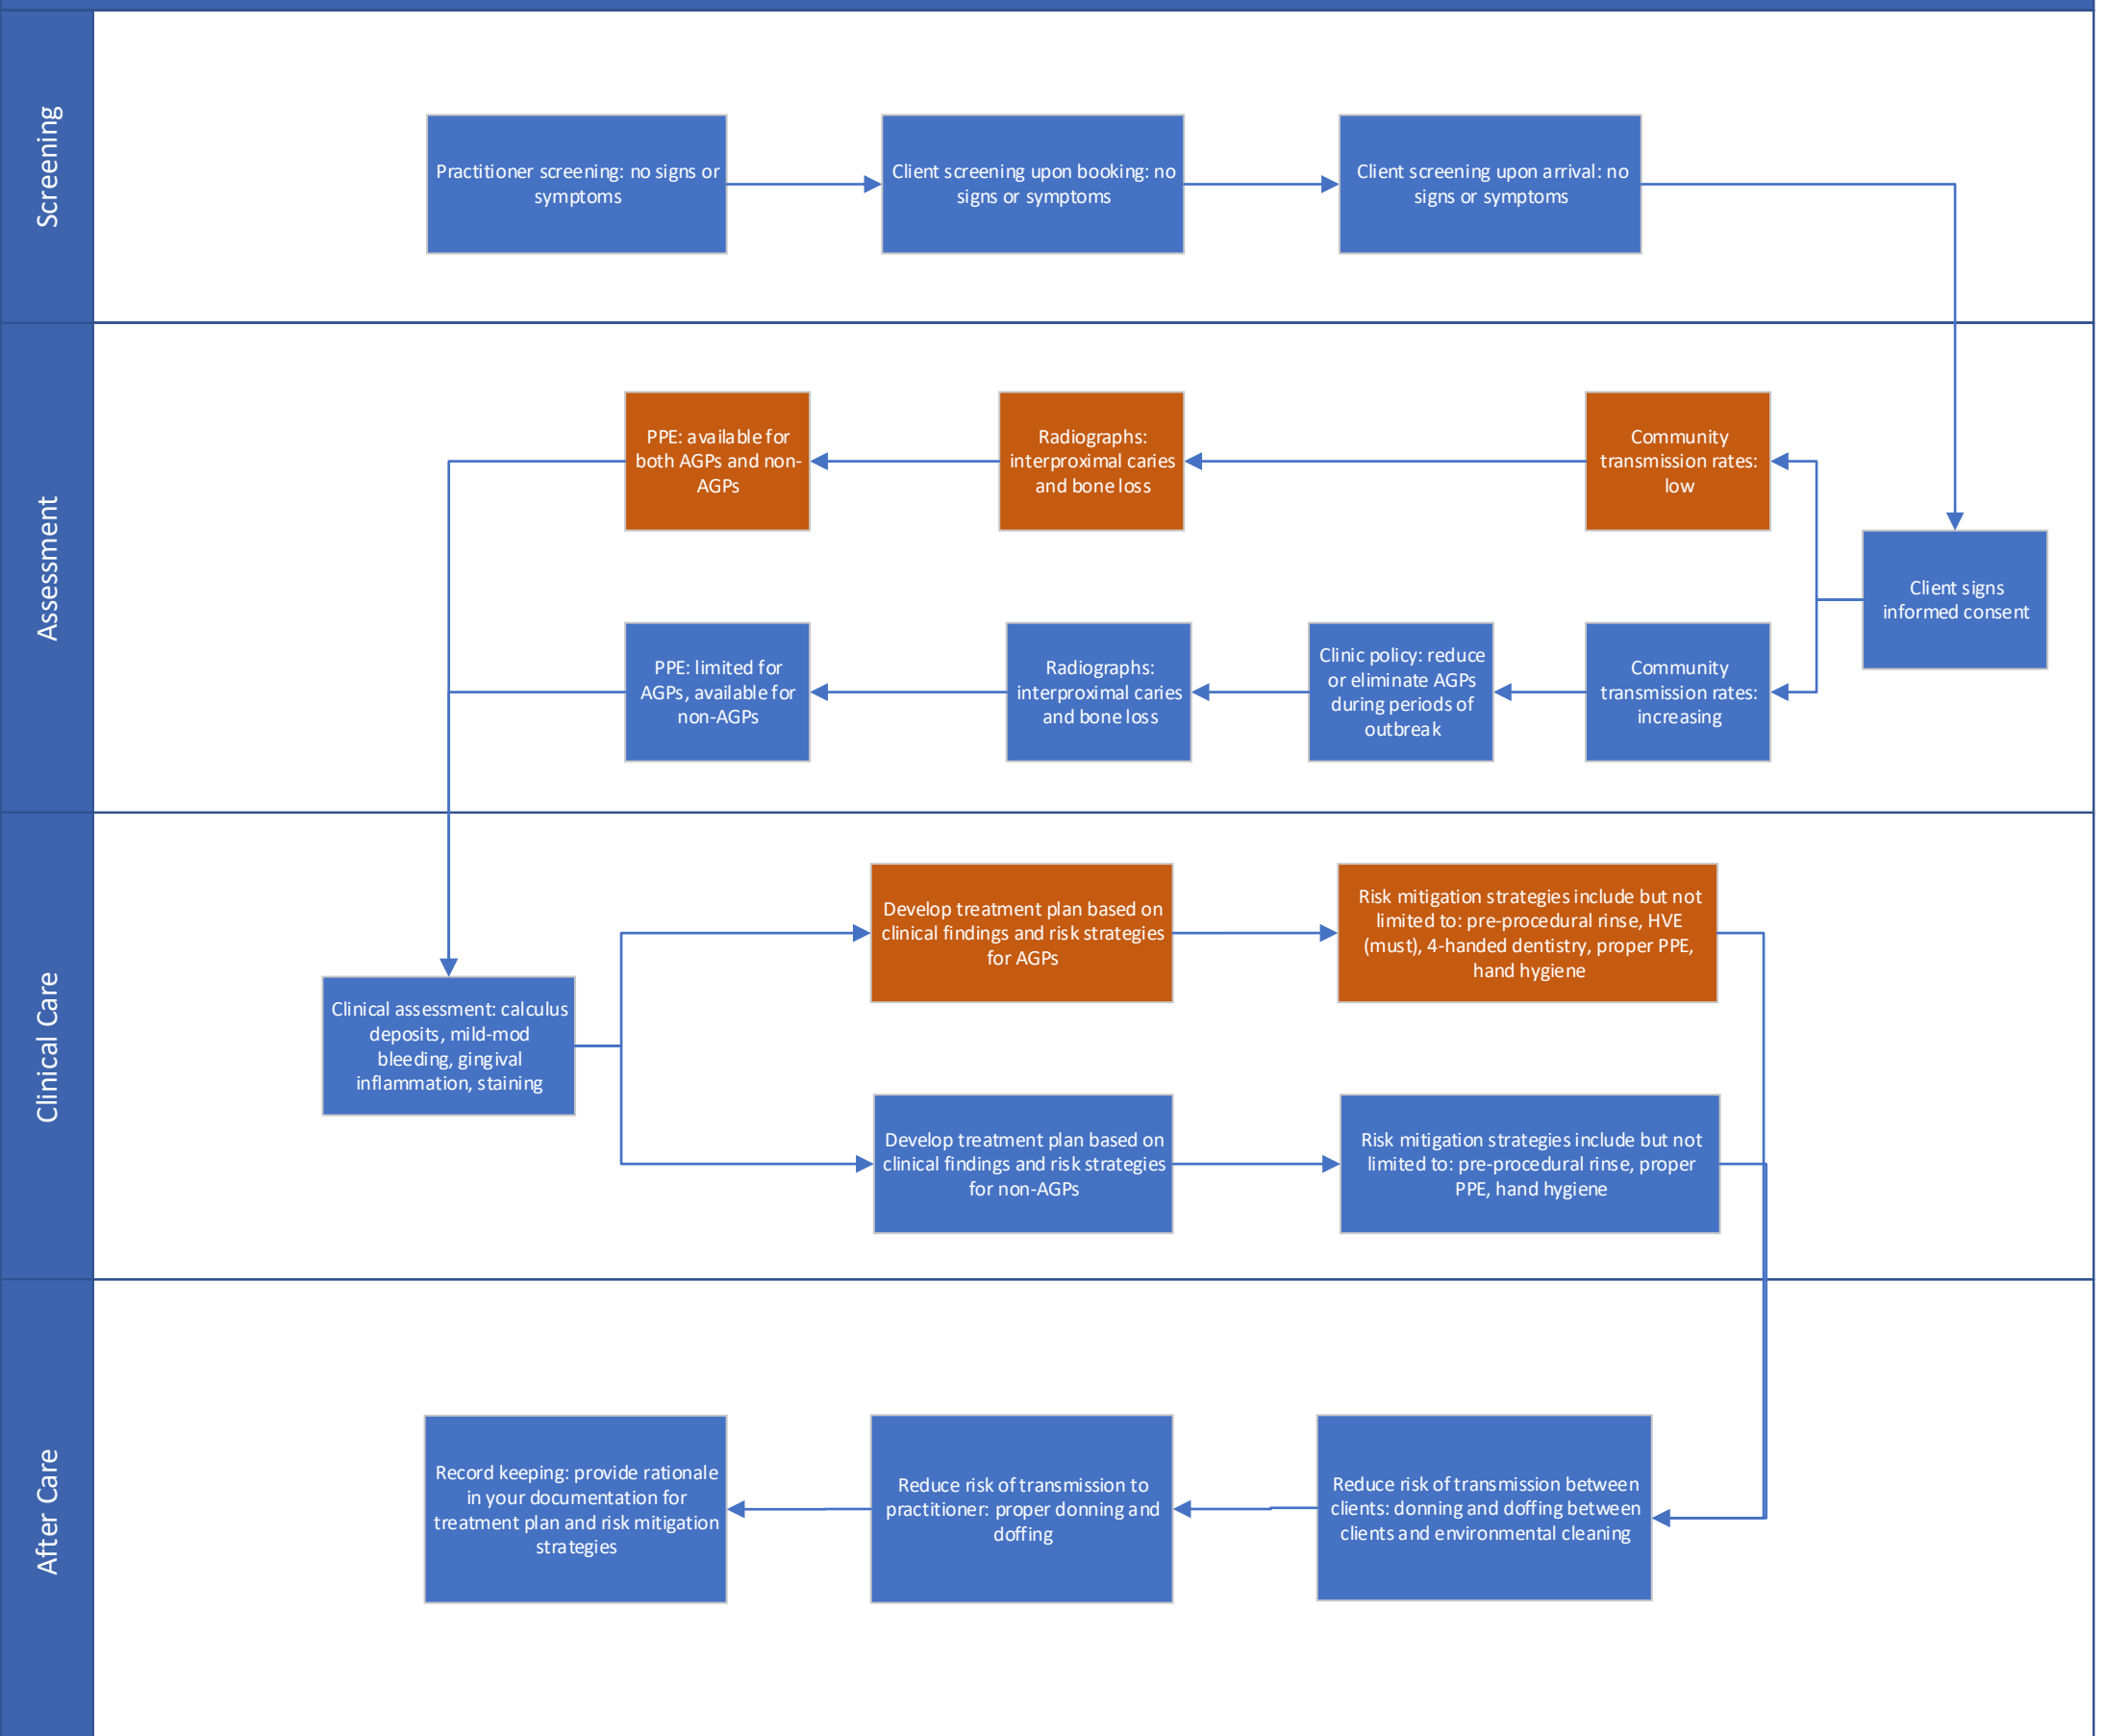 Screening
Practitioner screening: no signs or
symptoms
Client screening upon booking: no
signs or symptoms
Client screening upon arrival: no
signs or symptoms
Assessment
PPE: available for
both AGPs and non-
AGPs
Radiographs:
interproximal caries
and bone loss
Community
transmission rates:
low
Client signs
informed consent
PPE: limited for
AGPs, available for
non-AGPs
Radiographs:
interproximal caries
and bone loss
Clinic policy: reduce
or eliminate AGPs
during periods of
outbreak
Community
transmission rates:
increasing
Clinical Care
Clinical assessment: calculus
deposits, mild-mod
bleeding, gingival
inflammation, staining
Develop treatment plan based on
clinical findings and risk strategies
for AGPs
Risk mitigation strategies include but not
limited to: pre-procedural rinse, HVE
(must), 4-handed dentistry, proper PPE,
hand hygiene
Develop treatment plan based on
clinical findings and risk strategies
for non-AGPs
Risk mitigation strategies include but not
limited to: pre-procedural rinse, proper
PPE, hand hygiene
After Care
Record keeping: provide rationale
in your documentation for
treatment plan and risk mitigation
strategies
Reduce risk of transmission to
practitioner: proper donning and
doffing
Reduce risk of transmission between
clients: donning and doffing between
clients and environmental cleaning